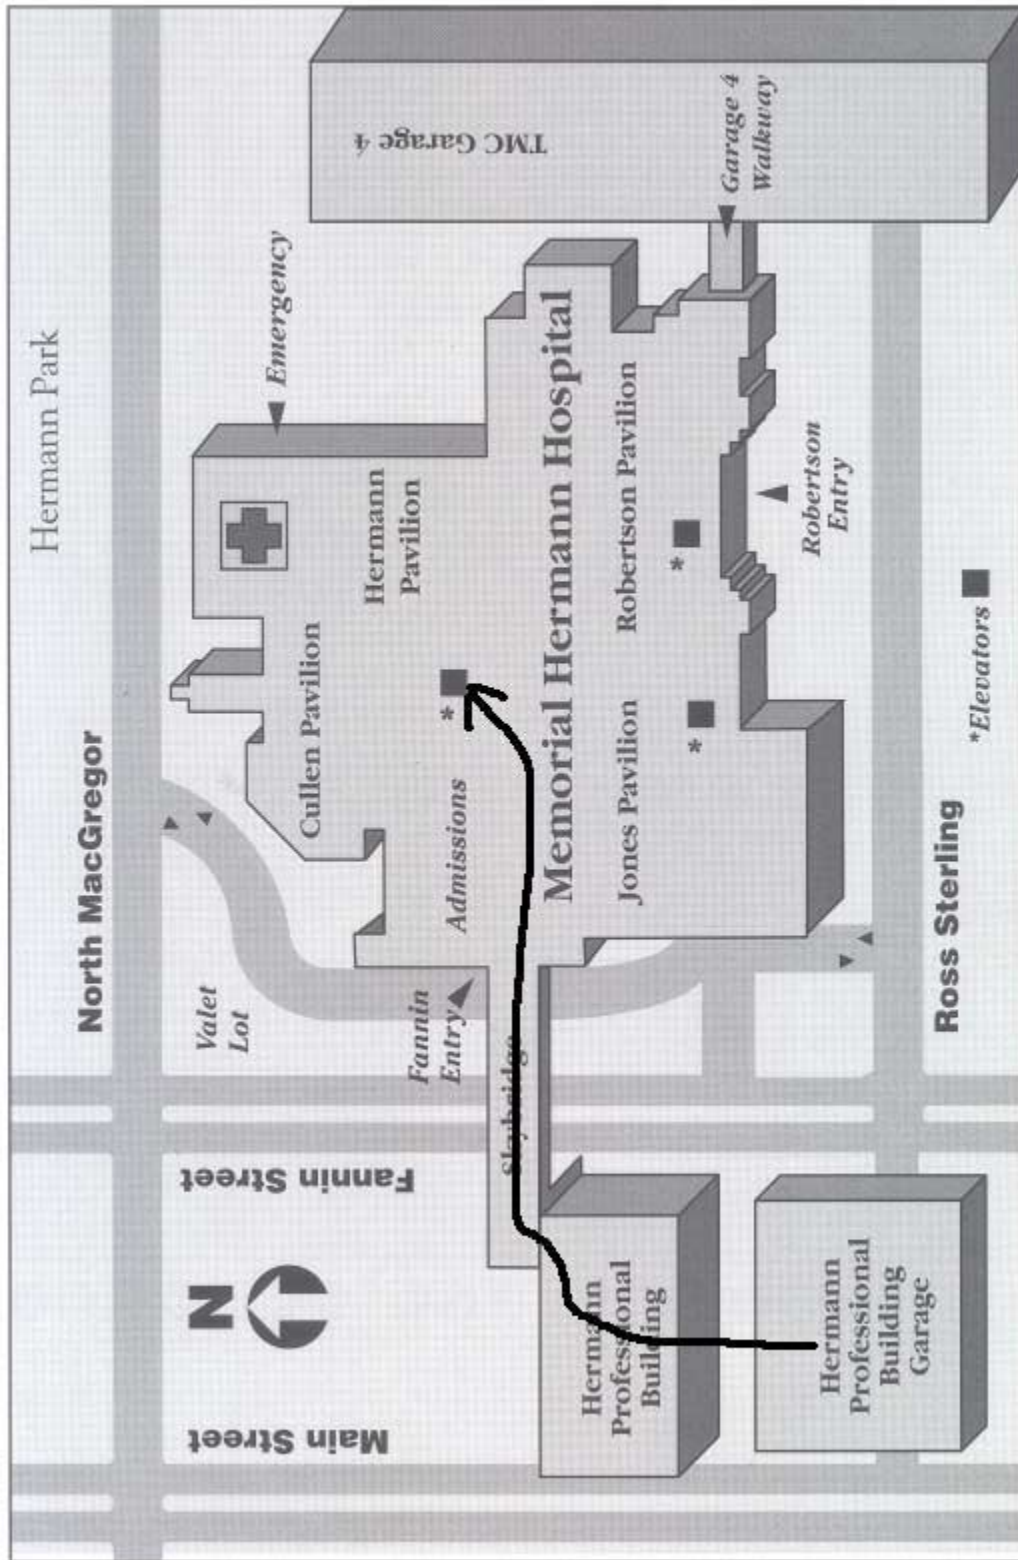 Hermann Park
North MacGregor
Valet
Lot
Fannin
Entry
Skybridge
Fannin Street
N
Main Street
Hermann
Professional
Building
Hermann
Professional
Building
Garage
Cullen Pavilion
Hermann
Pavilion
Emergency
Admissions
*
Memorial Hermann Hospital
Jones Pavilion
Robertson Pavilion
*
*
TMC Garage 4
Garage 4
Walkway
Robertson
Entry
Ross Sterling
*Elevators